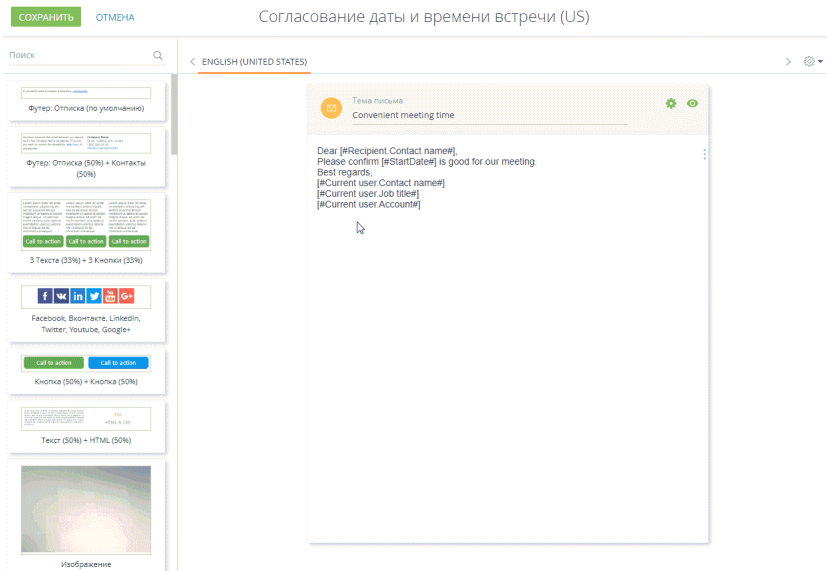 СОХРАНИТЬ
ОТМЕНА
Согласование даты и времени встречи (US)
Поиск
ENGLISH (UNITED STATES)
Футер: Отписка (по умолчанию)
Футер: Отписка (50%) + Контакты
(50%)
Call to action
Call to action
Call to action
3 Текста (33%) + 3 Кнопки (33%)
Facebook, Вконтакте, LinkedIn,
Twitter, Youtube, Google+
Call to action
Call to action
Кнопка (50%) + Кнопка (50%)
HTML & CSS
Текст (50%) + HTML (50%)
Изображение
Тема письма
Convenient meeting time
Dear [#Recipient.Contact name#],
Please confirm [#StartDate#] is good for our meeting.
Best regards,
[#Current user.Contact name#]
[#Current user.Job title#]
[#Current user.Account#]